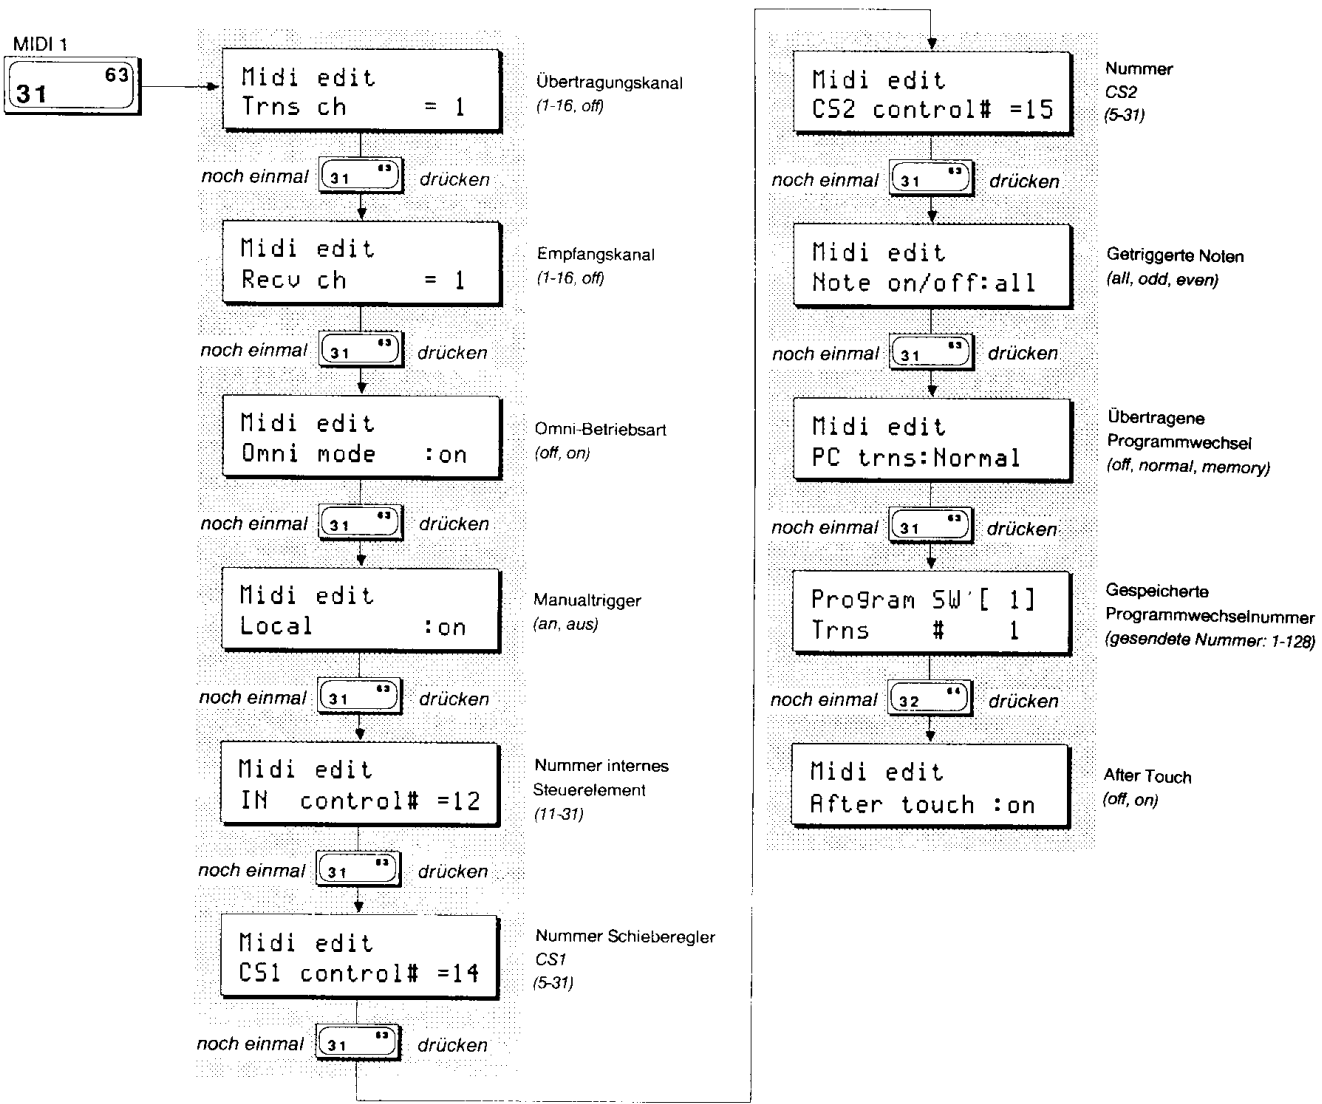 MIDI 1
31 63
Midi edit
Trns ch = 1
Übertragungskanal
(1-16, off)
noch einmal 31 63 drücken
Midi edit
Recv ch = 1
Empfangskanal
(1-16, off)
noch einmal 31 63 drücken
Midi edit
Omni mode :on
Omni-Betriebsart
(off, on)
noch einmal 31 63 drücken
Midi edit
Local :on
Manualtrigger
(an, aus)
noch einmal 31 63 drücken
Midi edit
IN control# =12
Nummer internes
Steuerelement
(11-31)
noch einmal 31 63 drücken
Midi edit
CS1 control# =14
Nummer Schieberegler
CS1
(5-31)
noch einmal 31 63 drücken
Midi edit
CS2 control# =15
Nummer
CS2
(5-31)
noch einmal 31 63 drücken
Midi edit
Note on/off:all
Getriggerte Noten
(all, odd, even)
noch einmal 31 63 drücken
Midi edit
PC trns:Normal
Übertragene
Programmwechsel
(off, normal, memory)
noch einmal 31 63 drücken
Program SW [ 1]
Trns # 1
Gespeicherte
Programmwechselnummer
(gesendete Nummer: 1-128)
noch einmal 32 64 drücken
Midi edit
After touch :on
After Touch
(off, on)